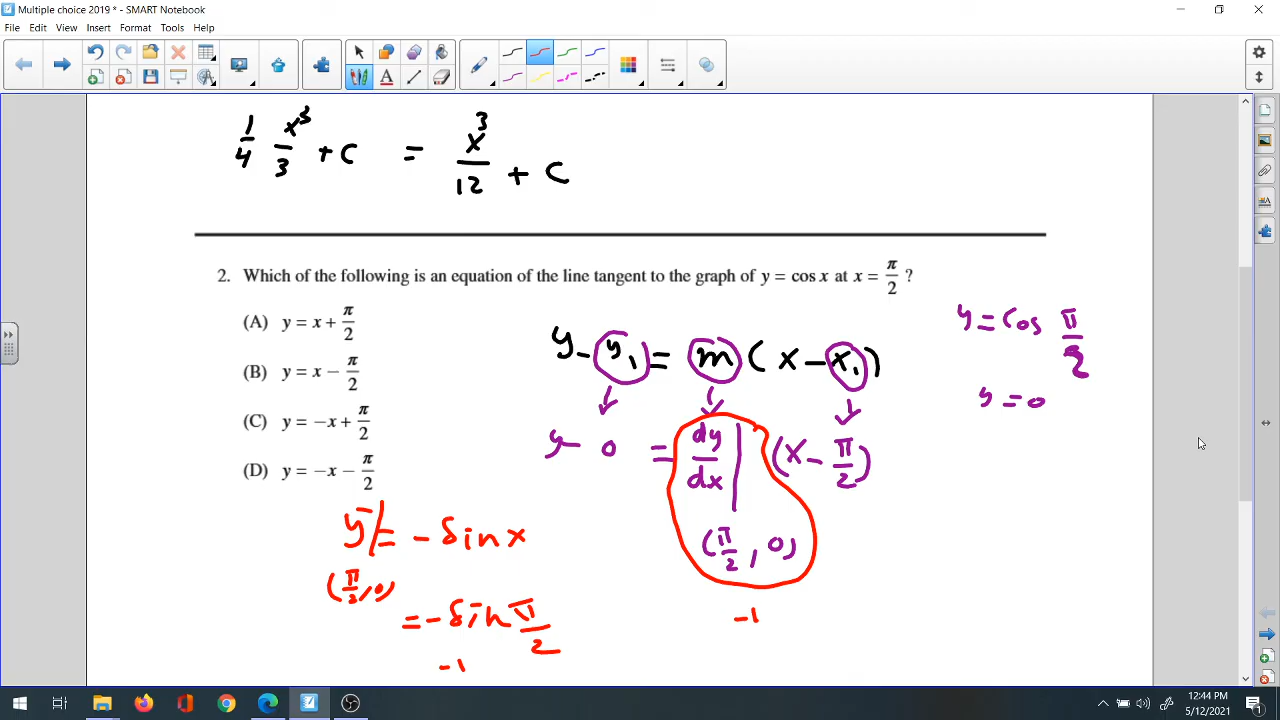 Multiple choice 2019 * - SMART Notebook
File Edit View Insert Format Tools Help
1/4 x³/3 + C = x³/12 + C
2. Which of the following is an equation of the line tangent to the graph of y = cos x at x = π/2 ?
(A) y = x + π/2
(B) y = x − π/2
(C) y = −x + π/2
(D) y = −x − π/2
y - y₁ = m (x - x₁)
y = cos π/2
y = 0
y - 0 = dy/dx | (x - π/2)
(π/2, 0)
-1
y' | = - sin x
(π/2, 0)
= - sin π/2
-1
12:44 PM
5/12/2021